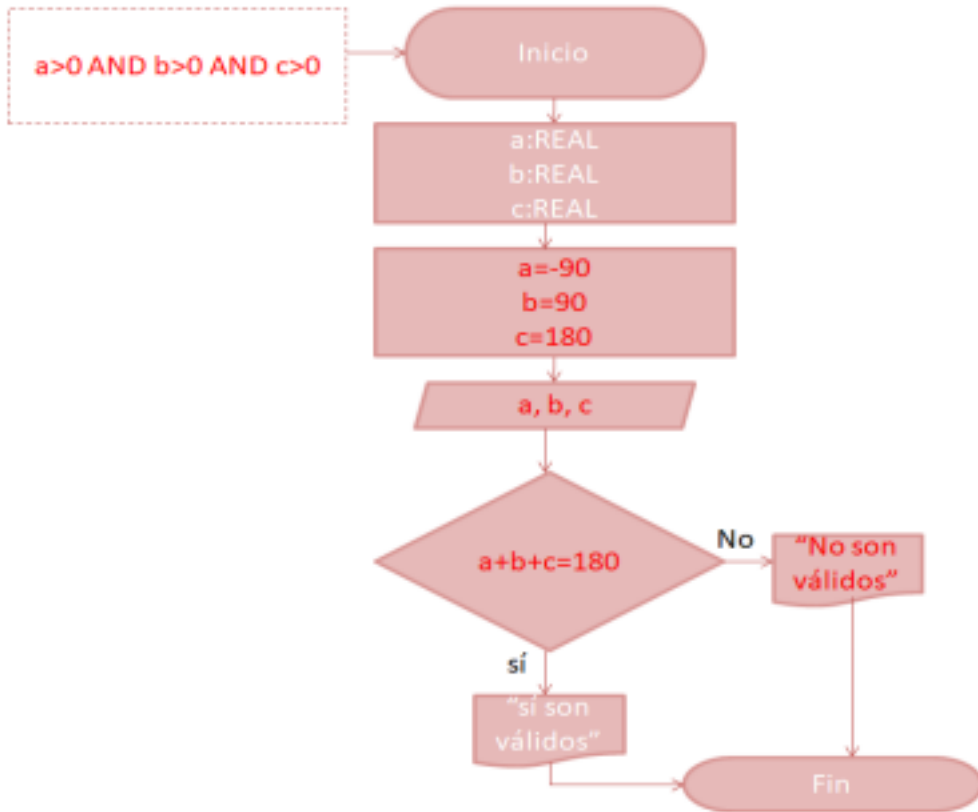 a>0 AND b>0 AND c>0
Inicio
a:REAL
b:REAL
c:REAL
a=-90
b=90
c=180
a, b, c
a+b+c=180
No
“No son
válidos”
sí
“sí son
válidos”
Fin